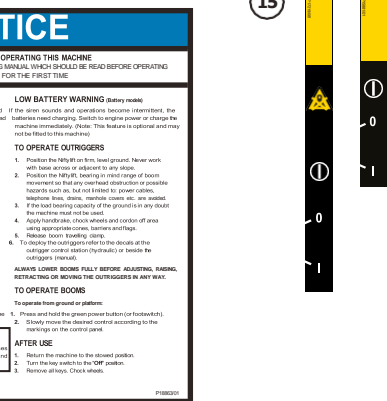 TICE
OPERATING THIS MACHINE
MANUAL WHICH SHOULD BE READ BEFORE OPERATING
FOR THE FIRST TIME
LOW BATTERY WARNING (Battery models)
If the siren sounds and operations become intermittent, the
batteries need charging. Switch to engine power or charge the
machine immediately. (Note: This feature is optional and may
not be fitted to this machine)
TO OPERATE OUTRIGGERS
1. Position the Niftylift on firm, level ground. Never work
with base across or adjacent to any slope.
2. Position the Niftylift, bearing in mind range of boom
movement so that any overhead obstruction or possible
hazards such as, but not limited to: power cables,
telephone lines, drains, manhole covers etc. are avoided.
3. If the load bearing capacity of the ground is in any doubt
the machine must not be used.
4. Apply handbrake, chock wheels and cordon off area
using appropriate cones, barriers and flags.
5. Release boom travelling clamp.
6. To deploy the outriggers refer to the decals at the
outrigger control station (hydraulic) or beside the
outriggers (manual).
ALWAYS LOWER BOOMS FULLY BEFORE ADJUSTING, RAISING,
RETRACTING OR MOVING THE OUTRIGGERS IN ANY WAY.
TO OPERATE BOOMS
To operate from ground or platform:
1. Press and hold the green power button (or footswitch).
2. Slowly move the desired control according to the
markings on the control panel.
AFTER USE
1. Return the machine to the stowed position.
2. Turn the key switch to the "Off" position.
3. Remove all keys. Chock wheels.
15
0
I
0
I